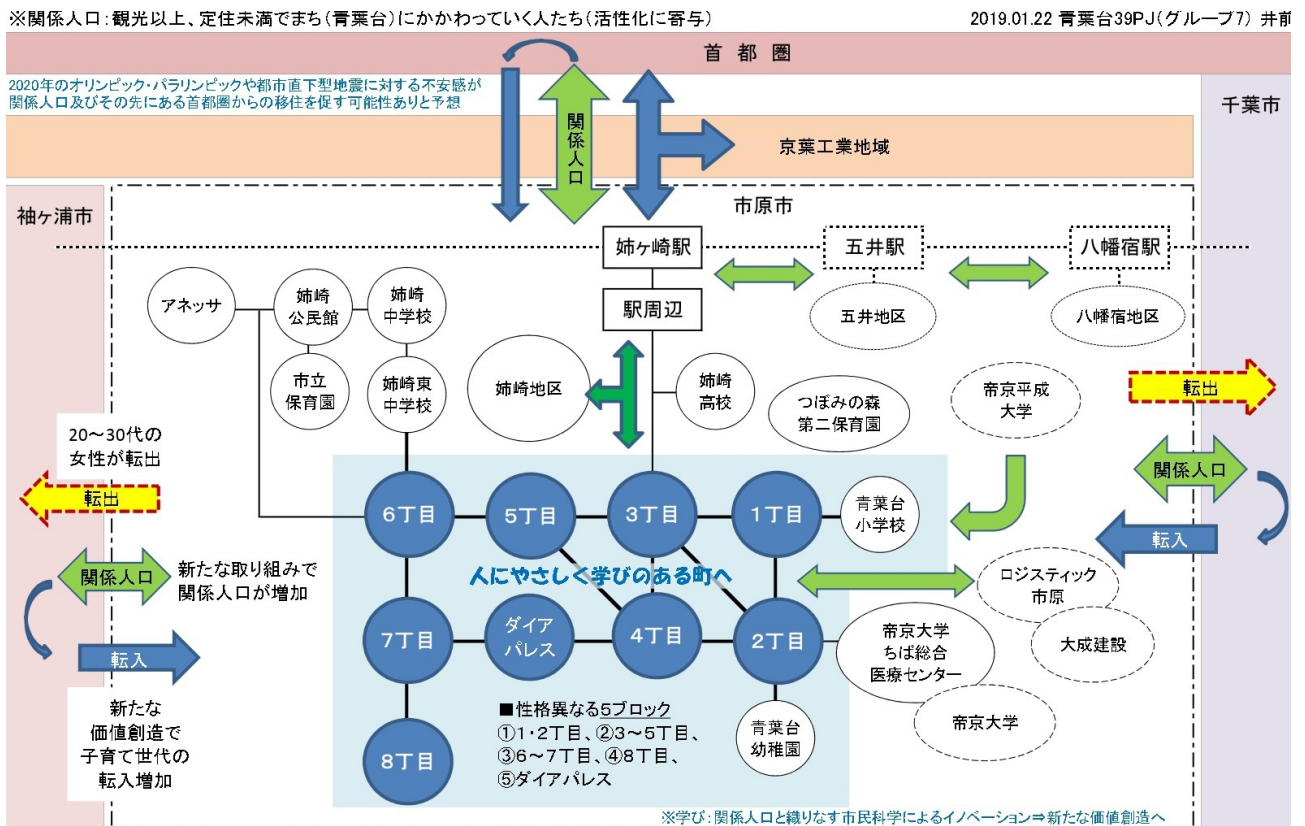 ※関係人口:観光以上、定住未満でまち(青葉台)にかかわっていく人たち(活性化に寄与)
2019.01.22 青葉台39PJ(グループ7) 井前
首都圏
2020年のオリンピック・パラリンピックや都市直下型地震に対する不安感が
関係人口及びその先にある首都圏からの移住を促す可能性ありと予想
関係人口
京葉工業地域
千葉市
袖ヶ浦市
市原市
姉ヶ崎駅
五井駅
八幡宿駅
駅周辺
五井地区
八幡宿地区
アネッサ
姉崎
公民館
姉崎
中学校
市立
保育園
姉崎東
中学校
姉崎地区
姉崎
高校
つぼみの森
第二保育園
帝京平成
大学
転出
20~30代の
女性が転出
転出
関係人口
転入
6丁目
5丁目
3丁目
1丁目
青葉台
小学校
人にやさしく学びのある町へ
関係人口
新たな取り組みで
関係人口が増加
転入
新たな
価値創造で
子育て世代の
転入増加
7丁目
ダイア
パレス
4丁目
2丁目
ロジスティック
市原
大成建設
帝京大学
ちば総合
医療センター
帝京大学
8丁目
■性格異なる5ブロック
①1・2丁目、②3~5丁目、
③6~7丁目、④8丁目、
⑤ダイアパレス
青葉台
幼稚園
※学び:関係人口と織りなす市民科学によるイノベーション⇒新たな価値創造へ